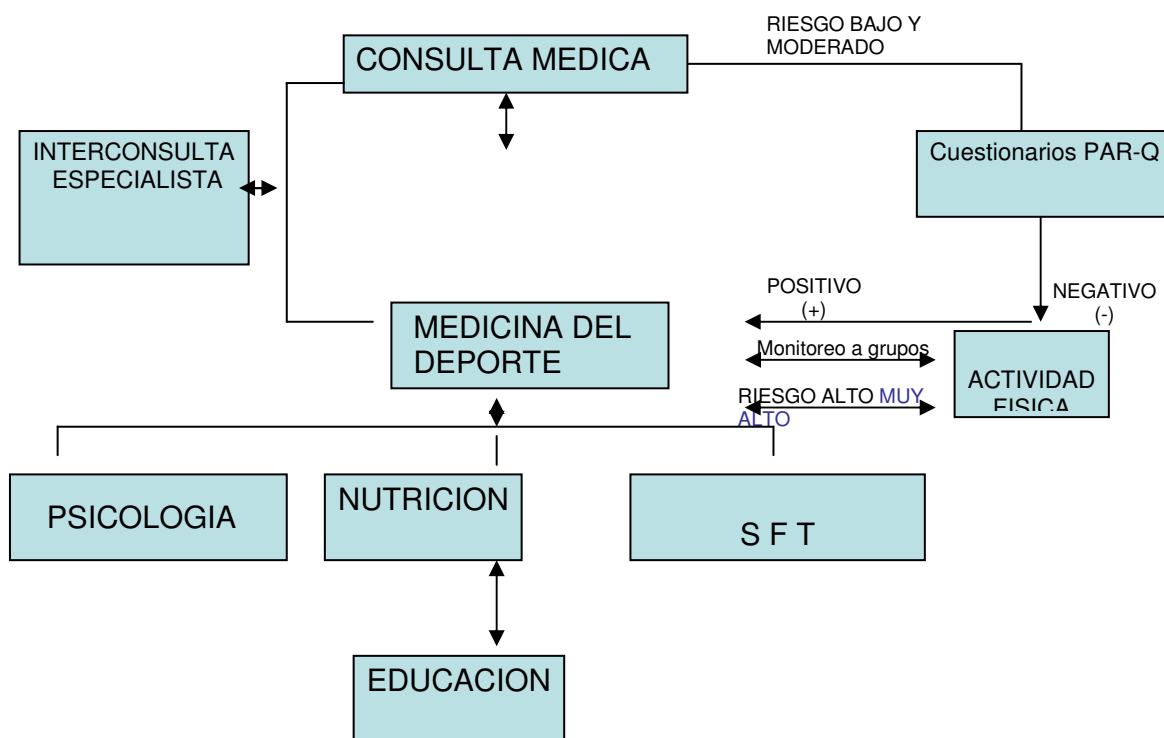 RIESGO BAJO Y
MODERADO
CONSULTA MEDICA
INTERCONSULTA
ESPECIALISTA
Cuestionarios PAR-Q
POSITIVO
(+)
NEGATIVO
(-)
MEDICINA DEL
DEPORTE
Monitoreo a grupos
ACTIVIDAD
FISICA
RIESGO ALTO MUY
ALTO
PSICOLOGIA
NUTRICION
S F T
EDUCACION